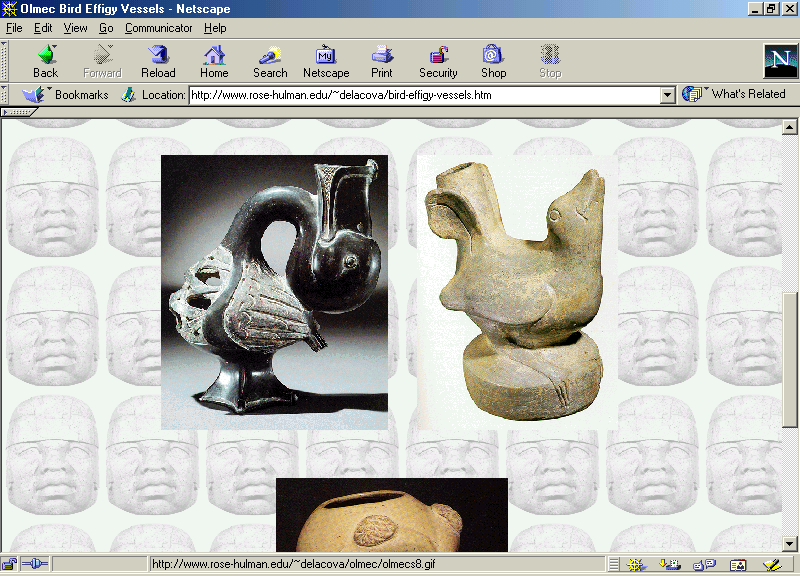 Olmec Bird Effigy Vessels - Netscape
File Edit View Go Communicator Help
My
N
Back Forward Reload Home Search Netscape Print Security Shop Stop
Bookmarks Location: http://www.rose-hulman.edu/~delacova/bird-effigy-vessels.htm What's Related
http://www.rose-hulman.edu/~delacova/olmec/olmecs8.gif